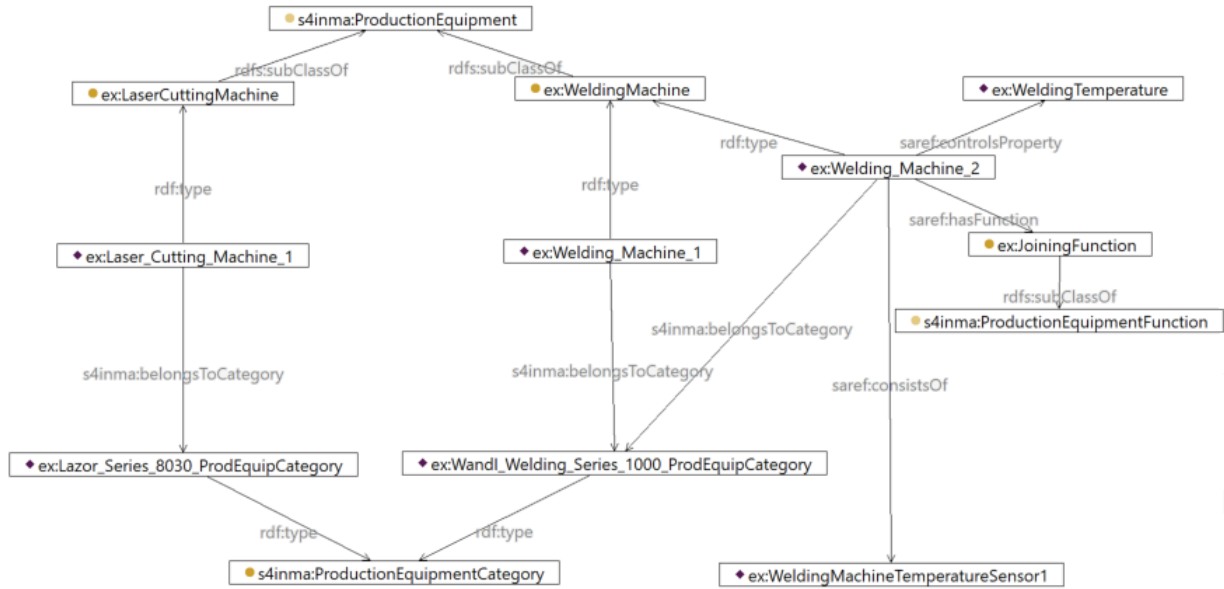 s4inma:ProductionEquipment
rdfs:subClassOf
rdfs:subClassOf
ex:LaserCuttingMachine
ex:WeldingMachine
ex:WeldingTemperature
rdf:type
saref:controlsProperty
ex:Welding_Machine_2
rdf:type
rdf:type
saref:hasFunction
ex:JoiningFunction
ex:Laser_Cutting_Machine_1
ex:Welding_Machine_1
rdfs:subClassOf
s4inma:ProductionEquipmentFunction
s4inma:belongsToCategory
s4inma:belongsToCategory
s4inma:belongsToCategory
saref:consistsOf
ex:Lazor_Series_8030_ProdEquipCategory
ex:Wandl_Welding_Series_1000_ProdEquipCategory
rdf:type
rdf:type
s4inma:ProductionEquipmentCategory
ex:WeldingMachineTemperatureSensor1